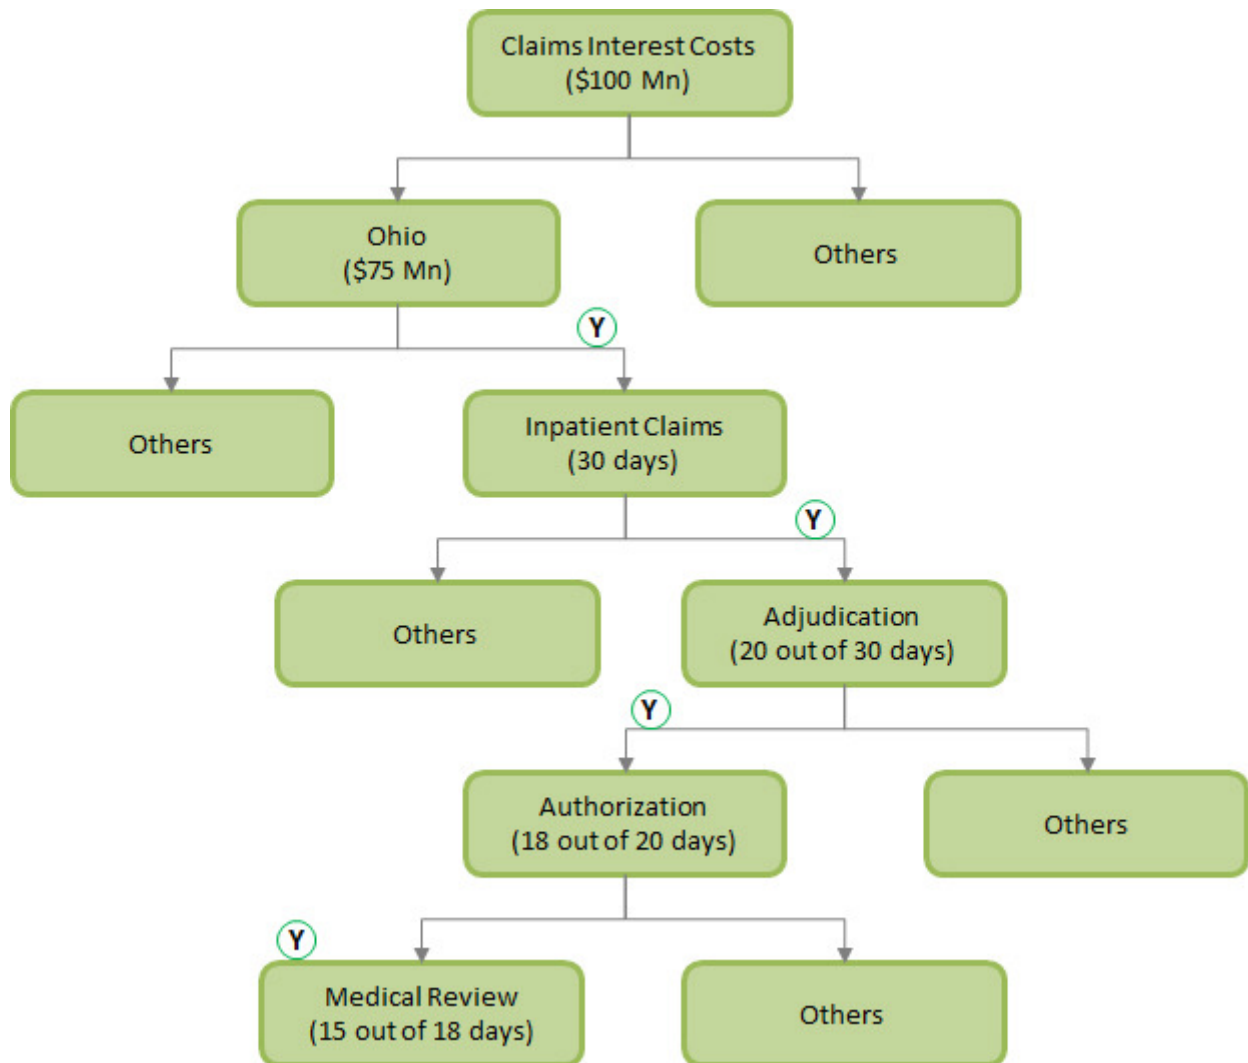 Claims Interest Costs
($100 Mn)
Ohio
($75 Mn)
Others
Y
Others
Inpatient Claims
(30 days)
Y
Others
Adjudication
(20 out of 30 days)
Y
Authorization
(18 out of 20 days)
Others
Y
Medical Review
(15 out of 18 days)
Others